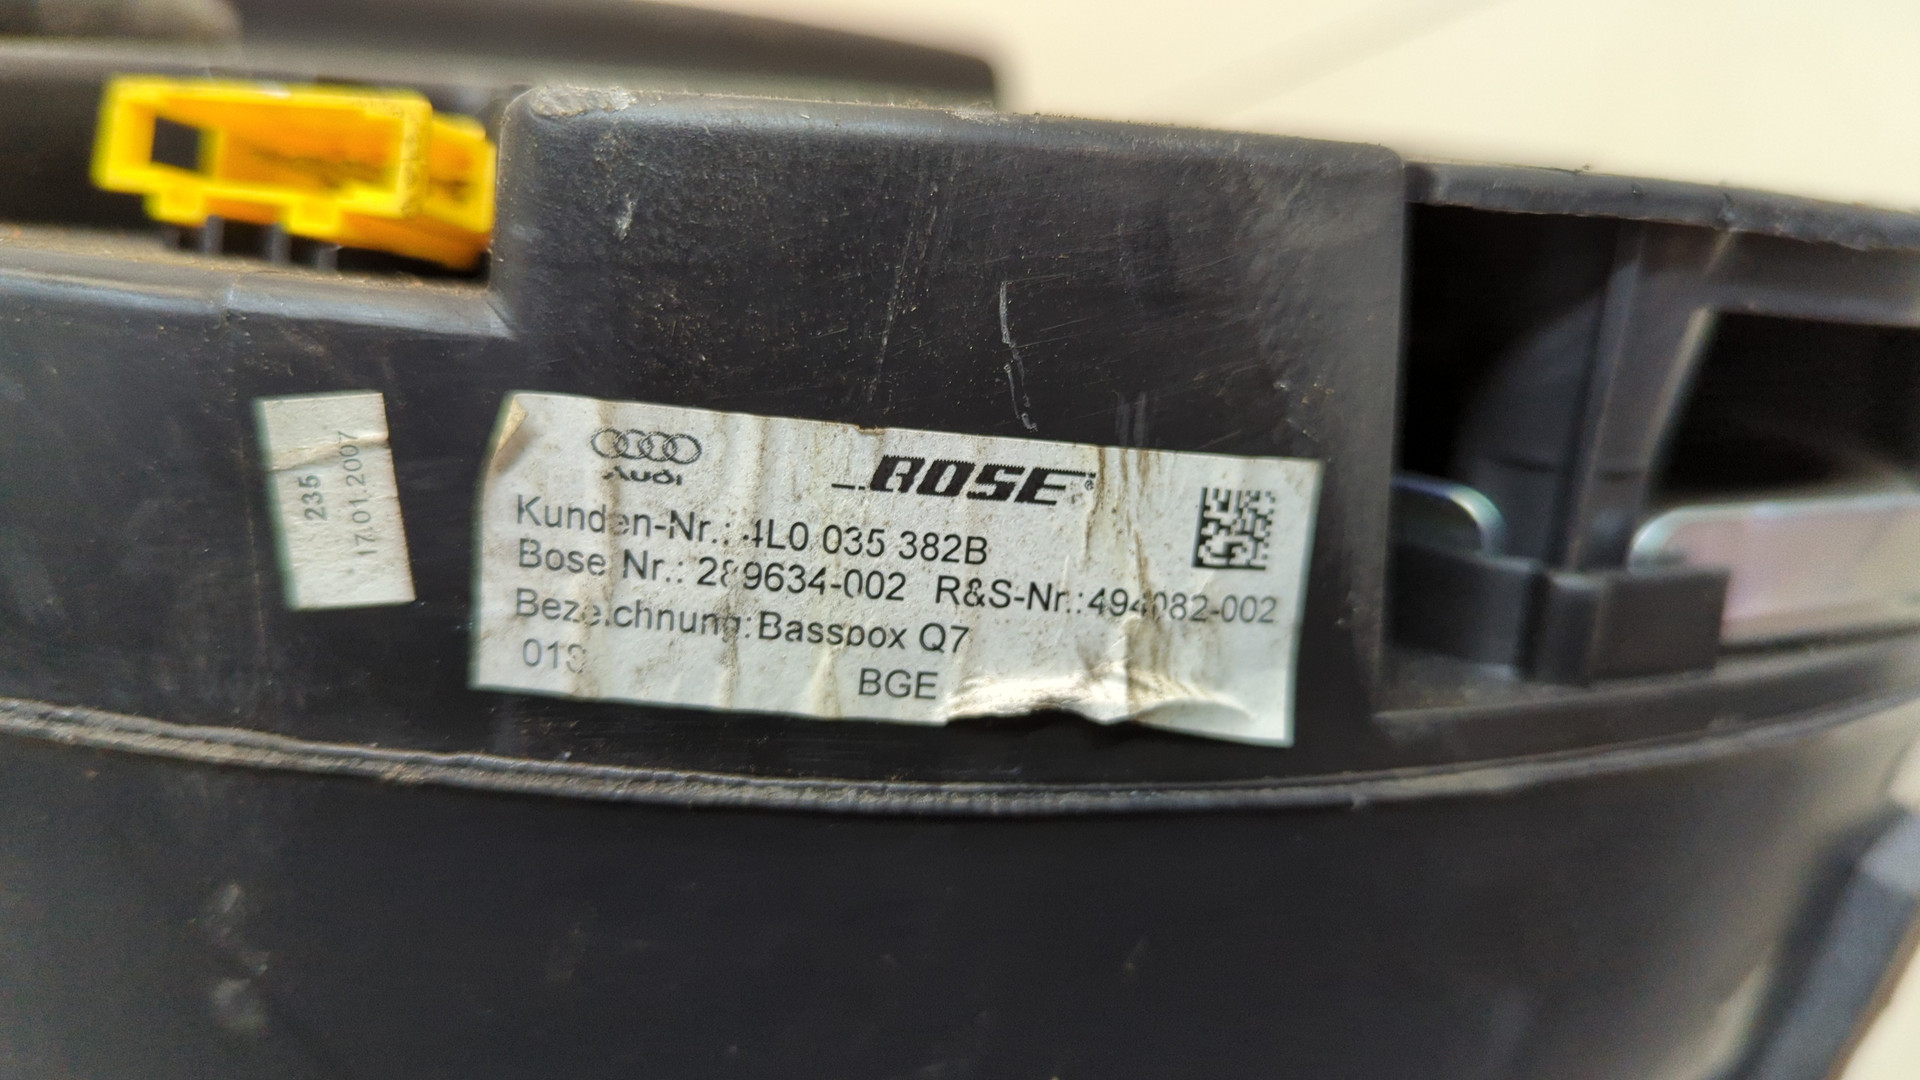 235
17.01.2007
Audi
BOSE
Kunden-Nr.: 4L0 035 382B
Bose Nr.: 289634-002 R&S-Nr.:494082-002
Bezeichnung: Bassbox Q7
BGE